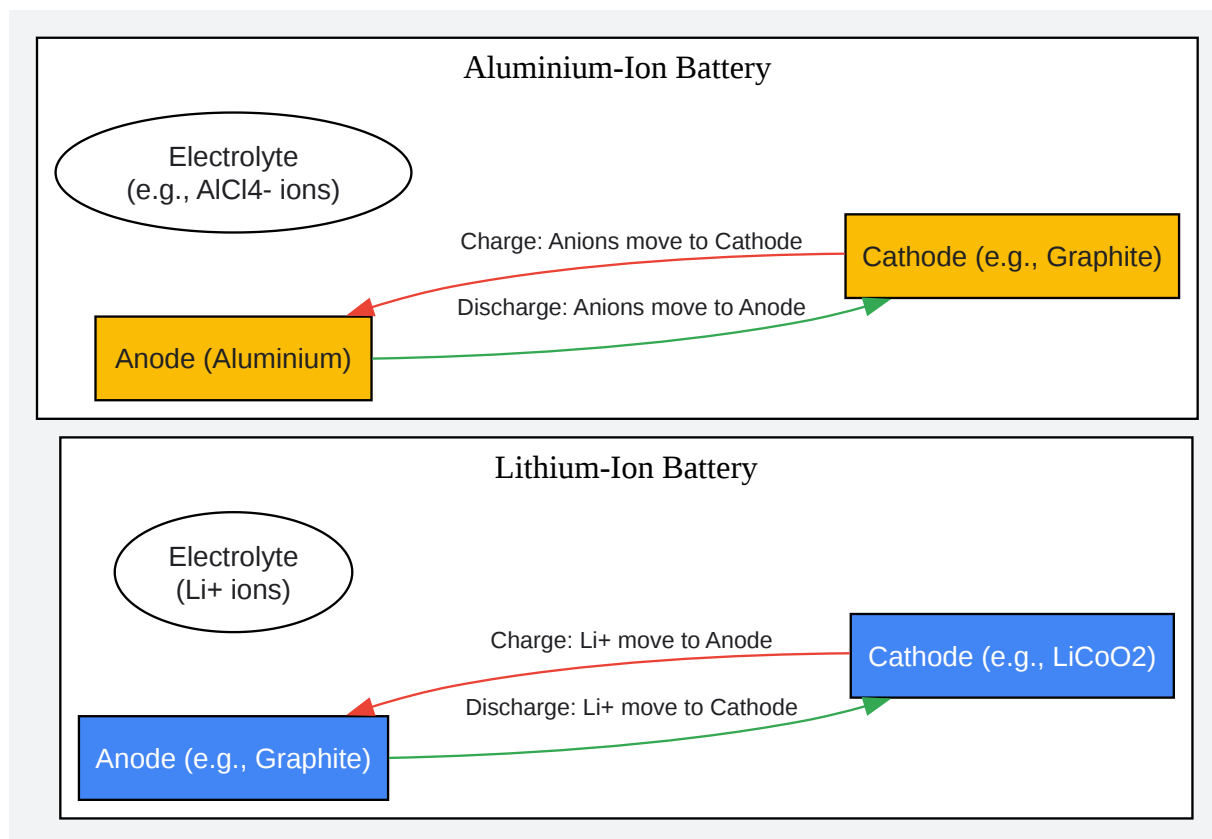 Aluminium-Ion Battery
Electrolyte
(e.g., AlCl4- ions)
Charge: Anions move to Cathode
Cathode (e.g., Graphite)
Discharge: Anions move to Anode
Anode (Aluminium)
Lithium-Ion Battery
Electrolyte
(Li+ ions)
Charge: Li+ move to Anode
Cathode (e.g., LiCoO2)
Discharge: Li+ move to Cathode
Anode (e.g., Graphite)